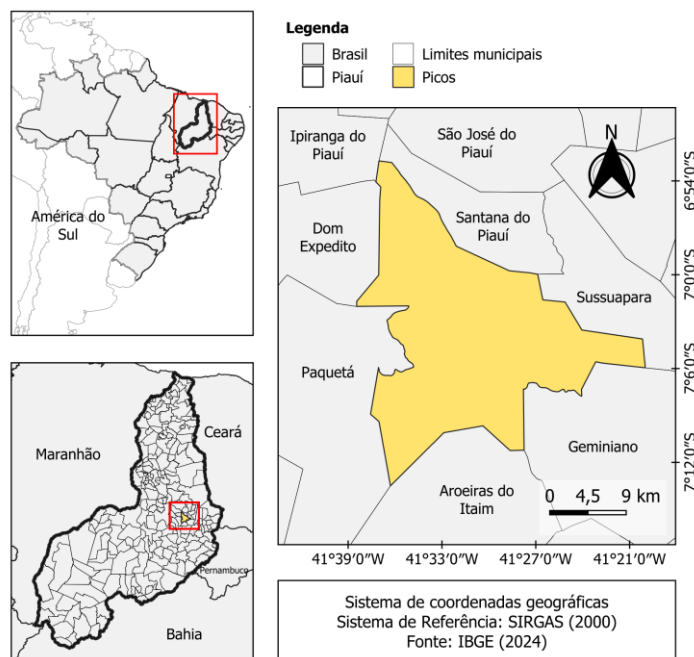 Legenda
Brasil
Limites municipais
Piauí
Picos
América do
Sul
Maranhão
Ceará
Pernambuco
Bahia
Ipiranga do
Piauí
São José do
Piauí
N
Dom
Expedito
Santana do
Piauí
Sussuapara
Paquetá
Geminiano
Aroeiras do
Itaim
0 4,5 9 km
6°54'0"S
7°0'0"S
7°6'0"S
7°12'0"S
41°39'0"W
41°33'0"W
41°27'0"W
41°21'0"W
Sistema de coordenadas geográficas
Sistema de Referência: SIRGAS (2000)
Fonte: IBGE (2024)